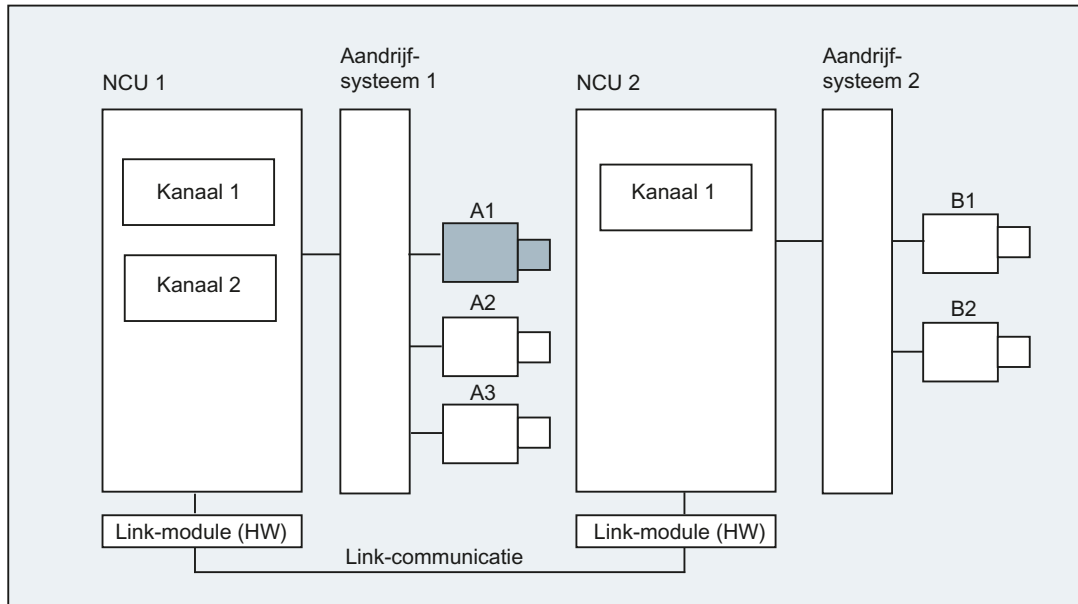 NCU 1
Aandrijf-
systeem 1
NCU 2
Aandrijf-
systeem 2
Kanaal 1
Kanaal 2
A1
A2
A3
Kanaal 1
B1
B2
Link-module (HW)
Link-module (HW)
Link-communicatie